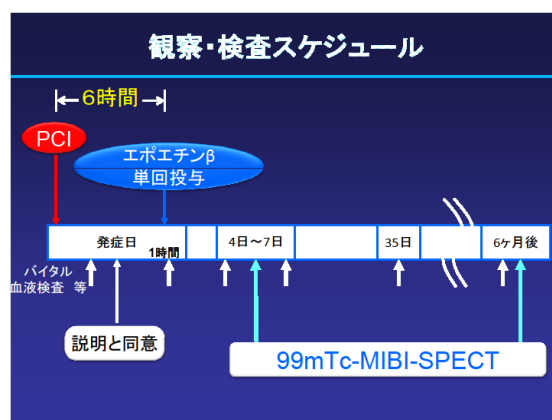 観察・検査スケジュール
6時間
PCI
エポエチンβ
単回投与
発症日
1時間
4日～7日
35日
6ヶ月後
バイタル
血液検査 等
説明と同意
99mTc-MIBI-SPECT